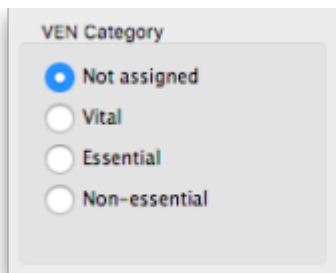 VEN Category
Not assigned
Vital
Essential
Non-essential